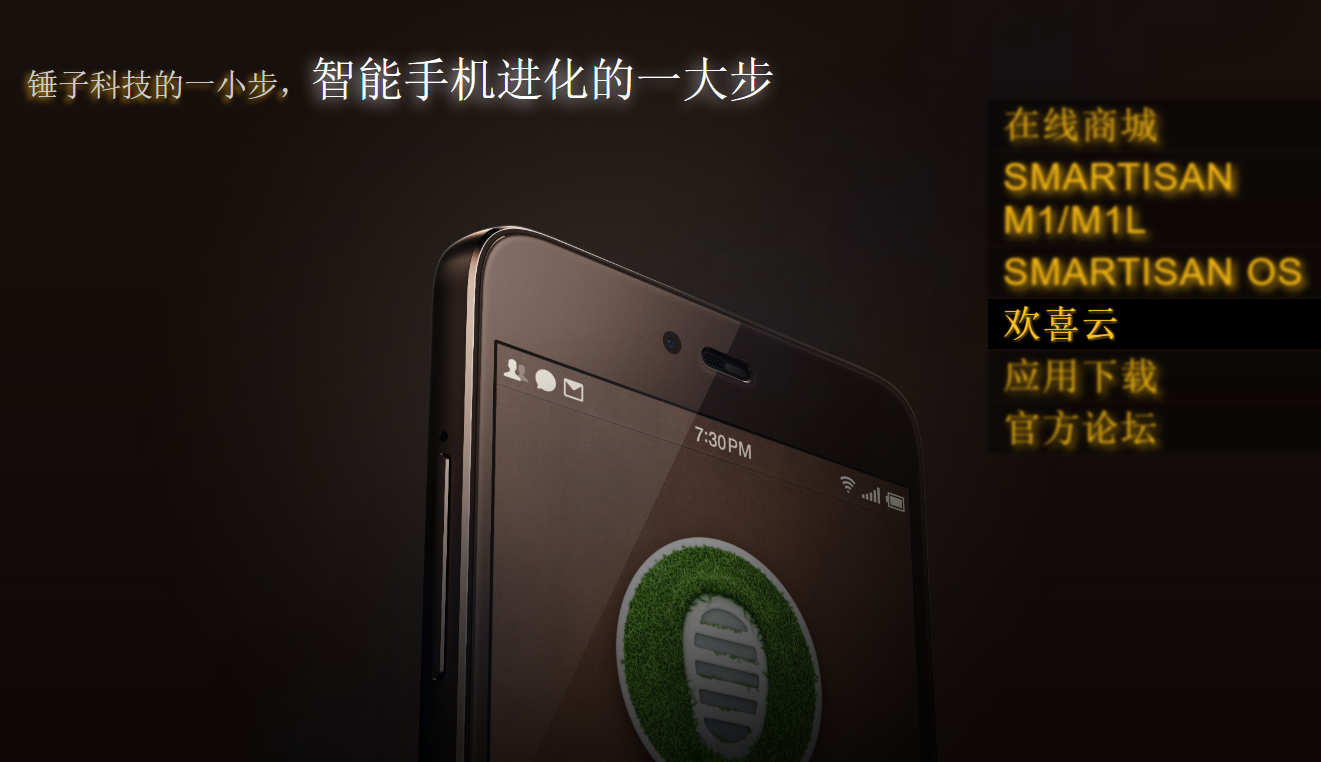 锤子科技的一小步，智能手机进化的一大步
在线商城
SMARTISAN
M1/M1L
SMARTISAN OS
欢喜云
应用下载
官方论坛
7:30PM